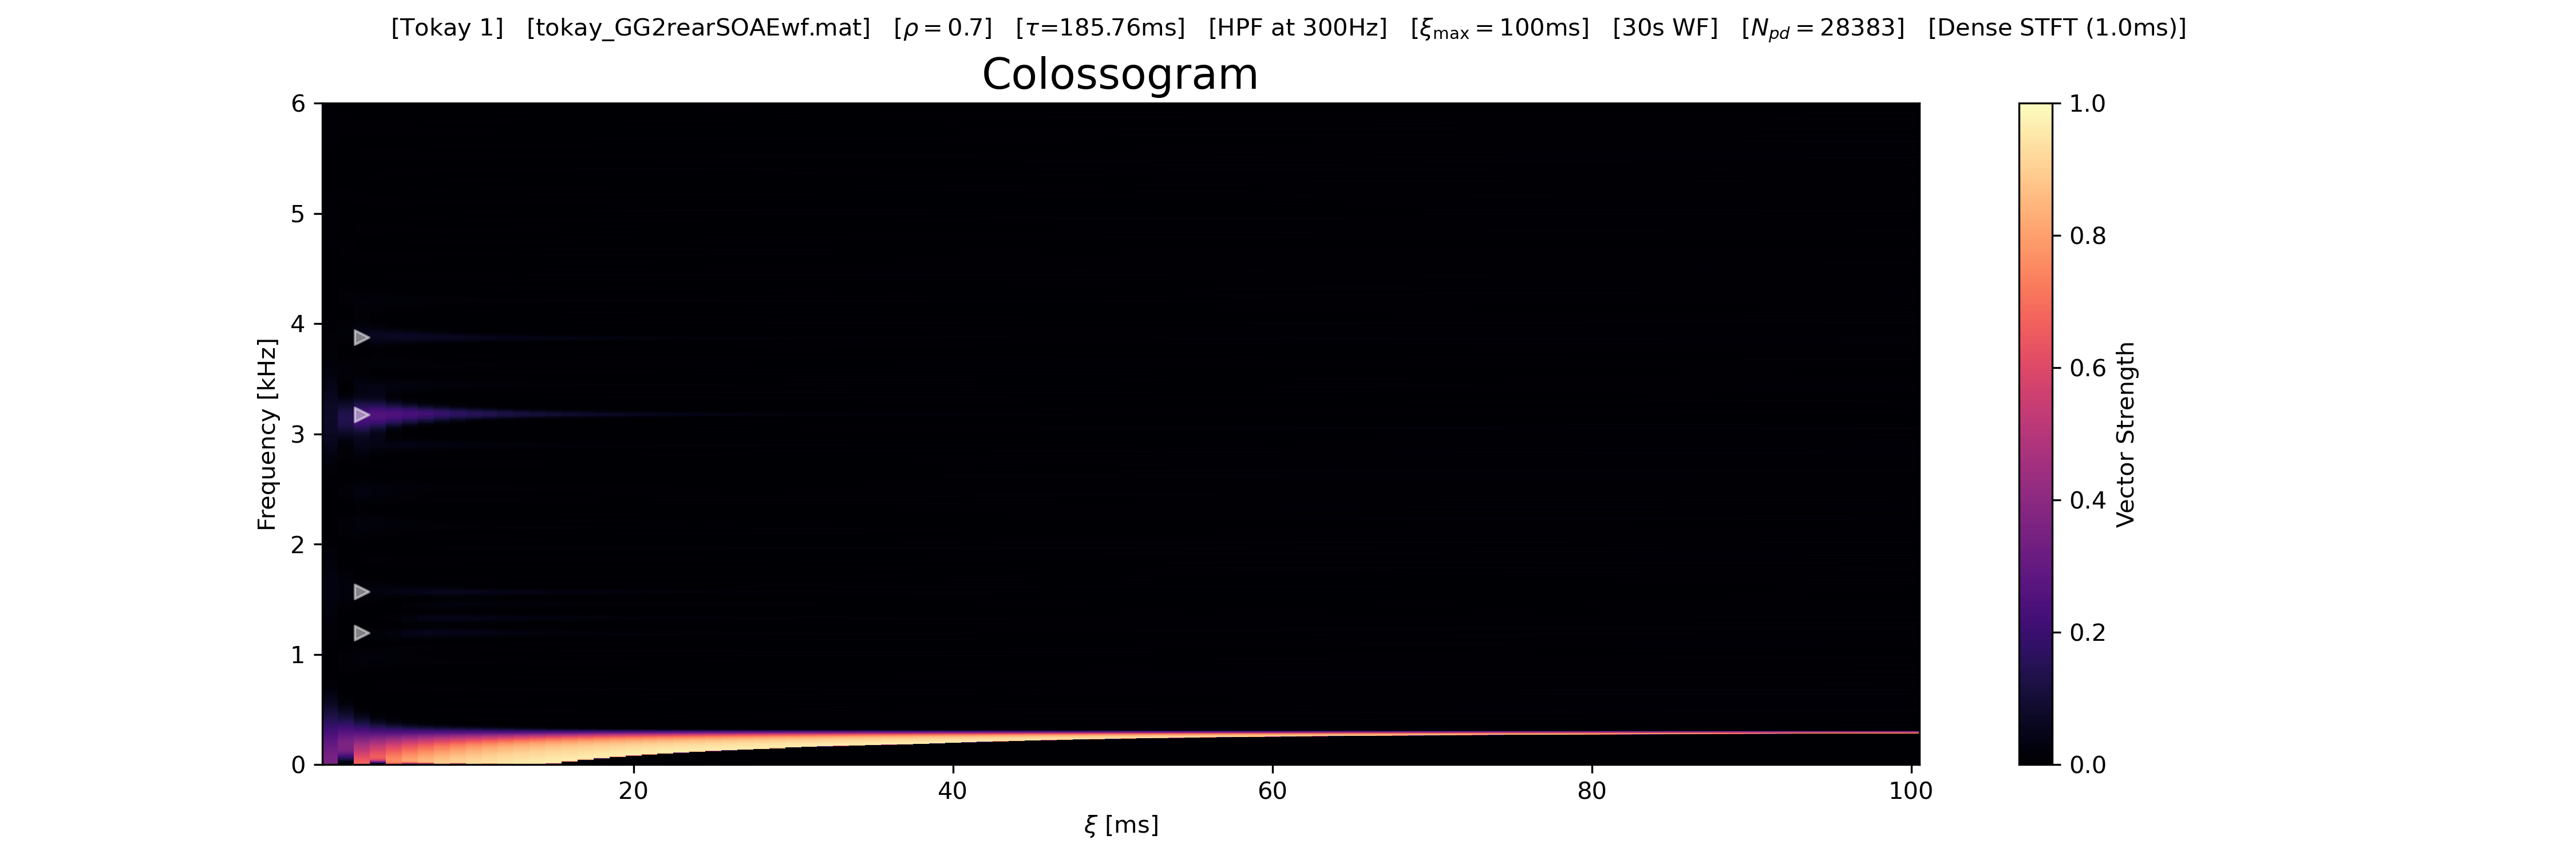 [Tokay 1] [tokay_GG2rearSOAEwf.mat] [ρ = 0.7] [τ=185.76ms] [HPF at 300Hz] [ξmax = 100ms] [30s WF] [Npd = 28383] [Dense STFT (1.0ms)]
Colossogram
Frequency [kHz]
6
5
4
3
2
1
0
20 40 60 80 100
ξ [ms]
1.0
0.8
0.6
0.4
0.2
0.0
Vector Strength